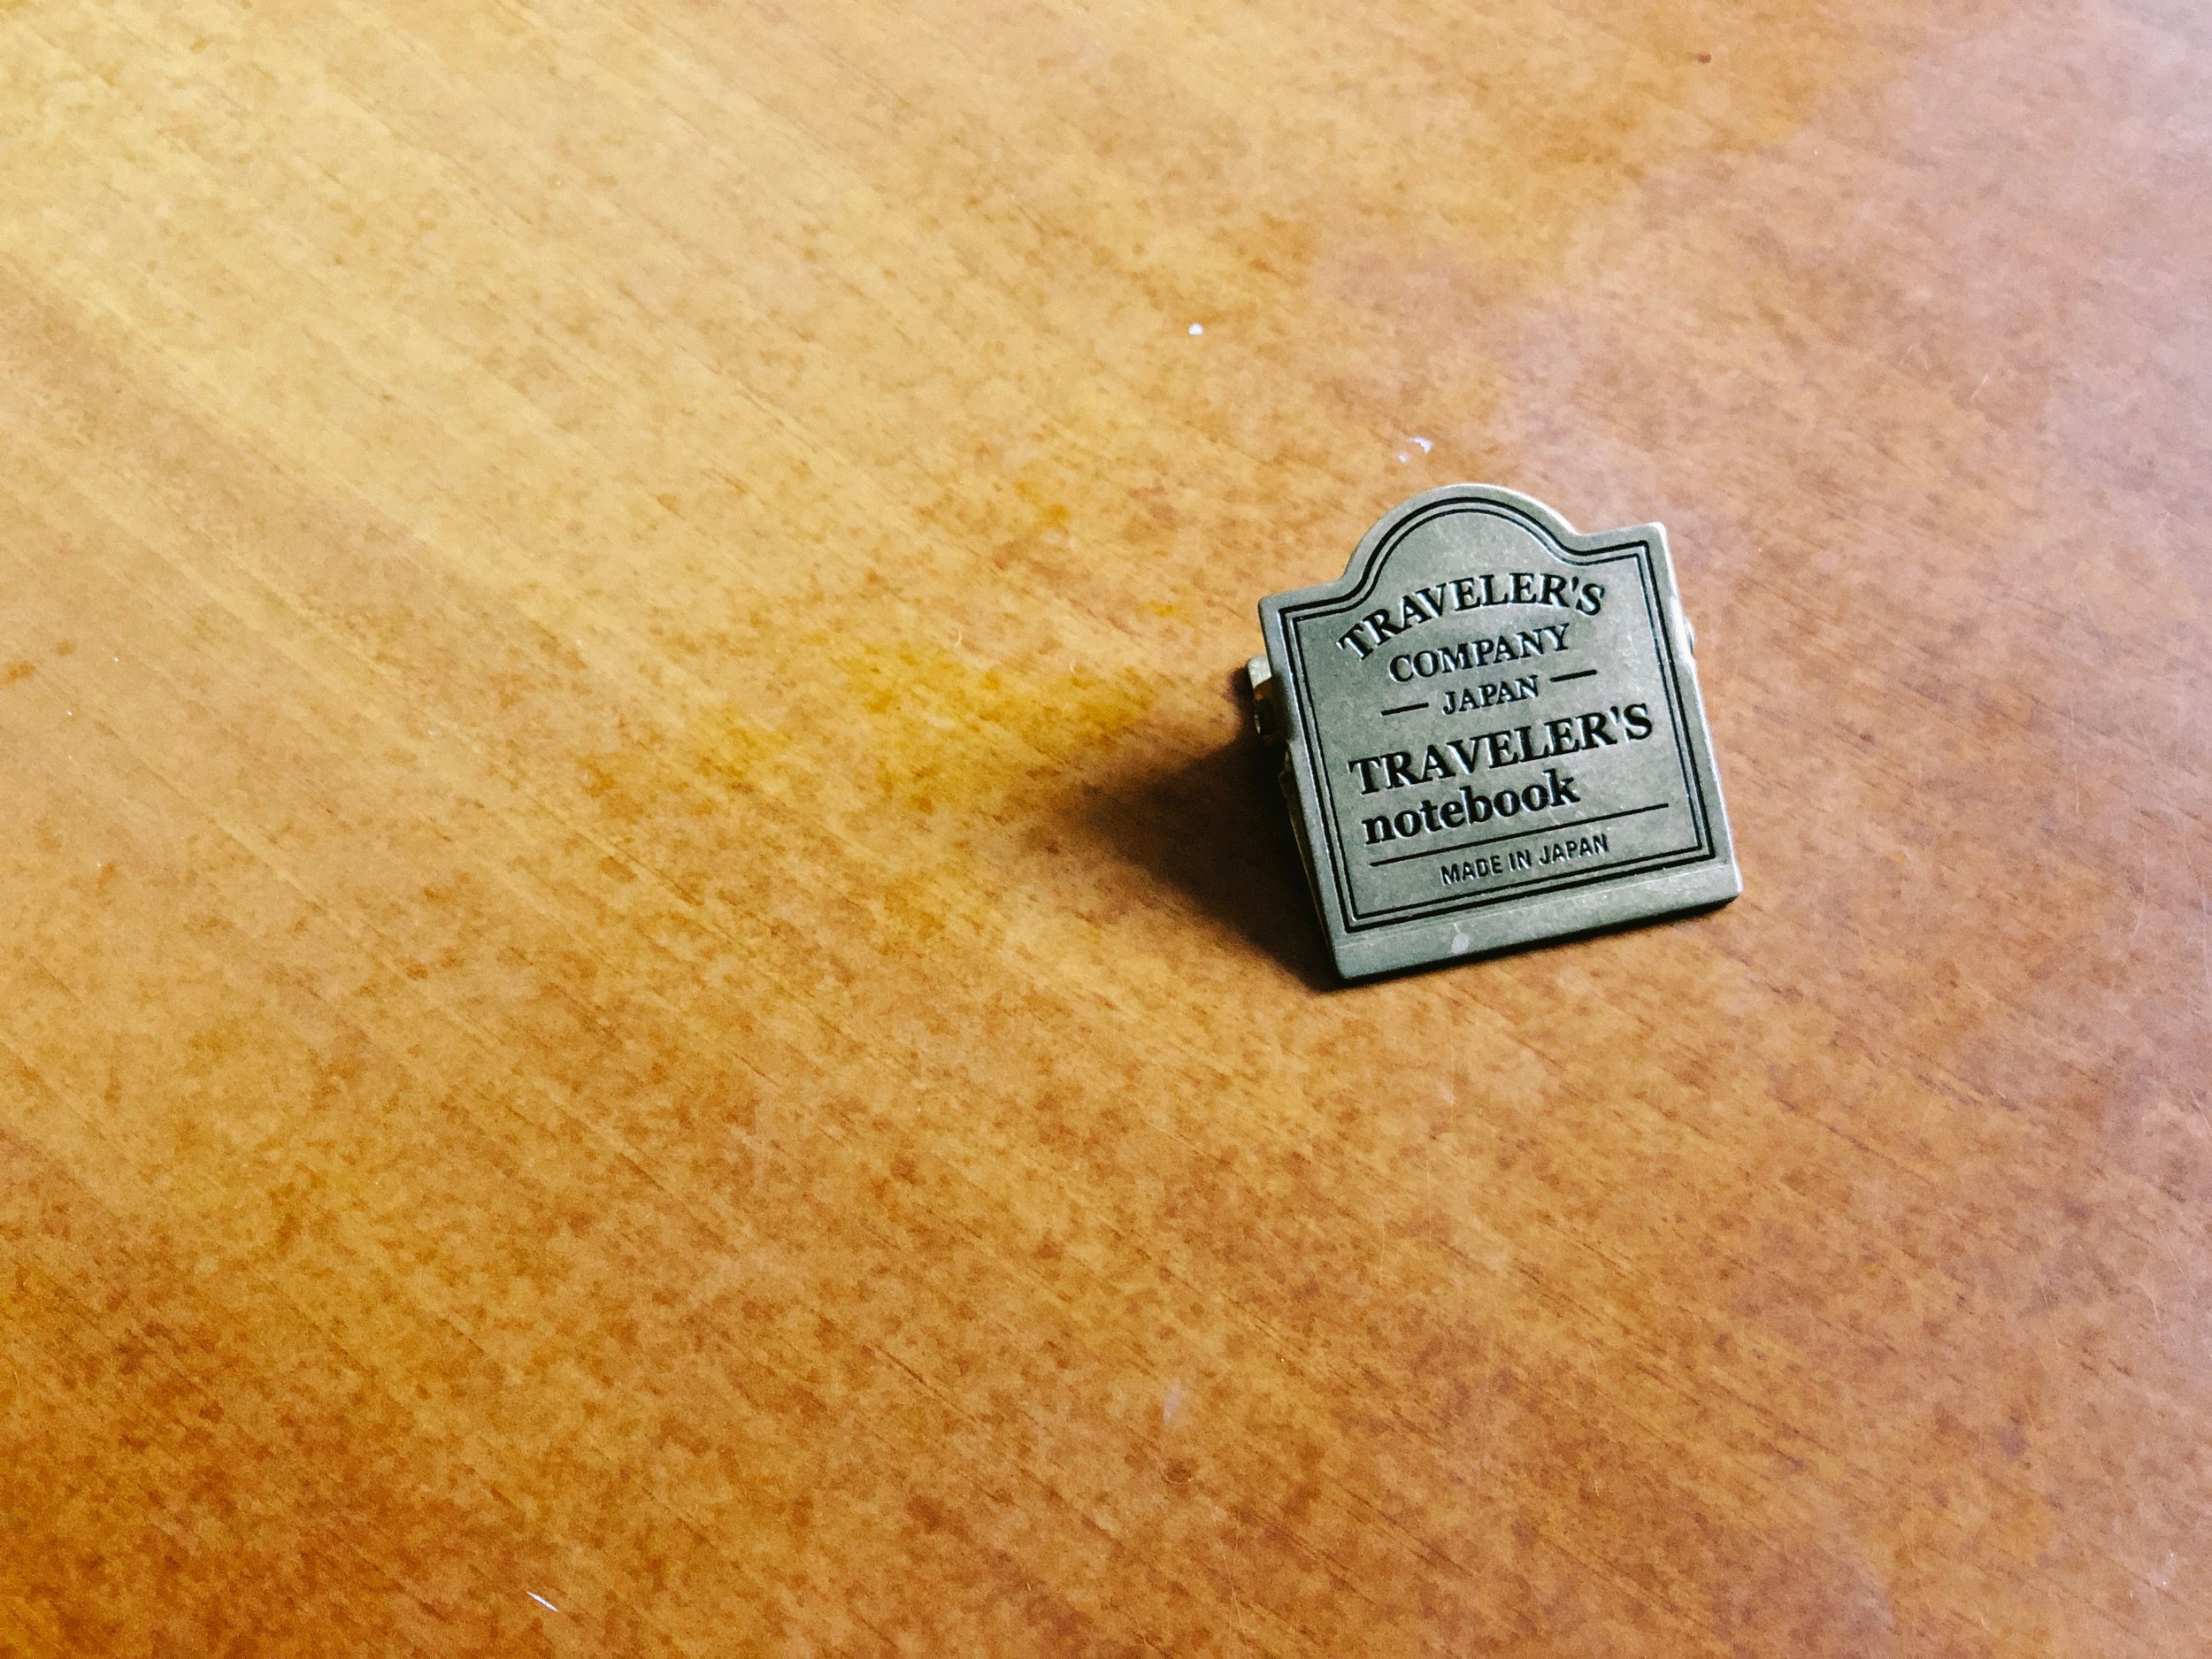 TRAVELER'S
COMPANY
JAPAN
TRAVELER'S
notebook
MADE IN JAPAN